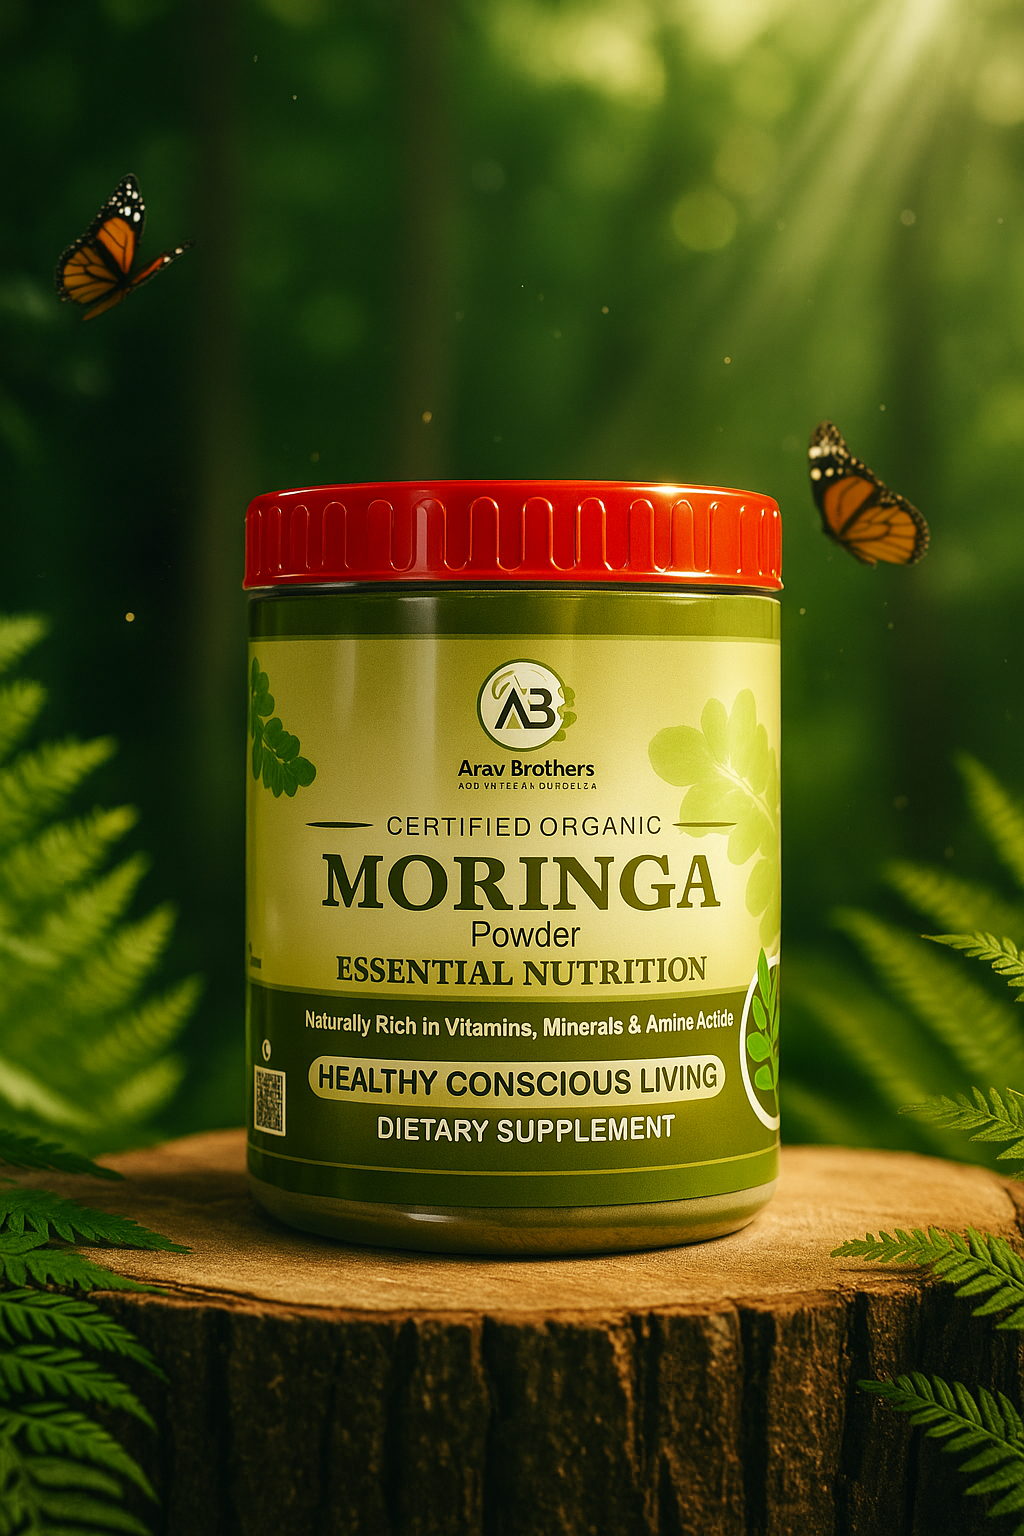 AB
Arav Brothers
CERTIFIED ORGANIC
MORINGA
Powder
ESSENTIAL NUTRITION
Naturally Rich in Vitamins, Minerals & Amine Actide
HEALTHY CONSCIOUS LIVING
DIETARY SUPPLEMENT